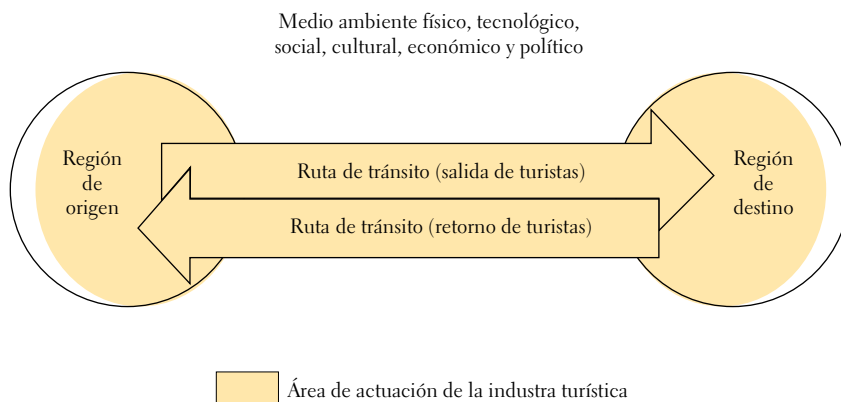 Medio ambiente físico, tecnológico,
social, cultural, económico y político
Región
de
origen
Ruta de tránsito (salida de turistas)
Ruta de tránsito (retorno de turistas)
Región
de
destino
Área de actuación de la industra turística